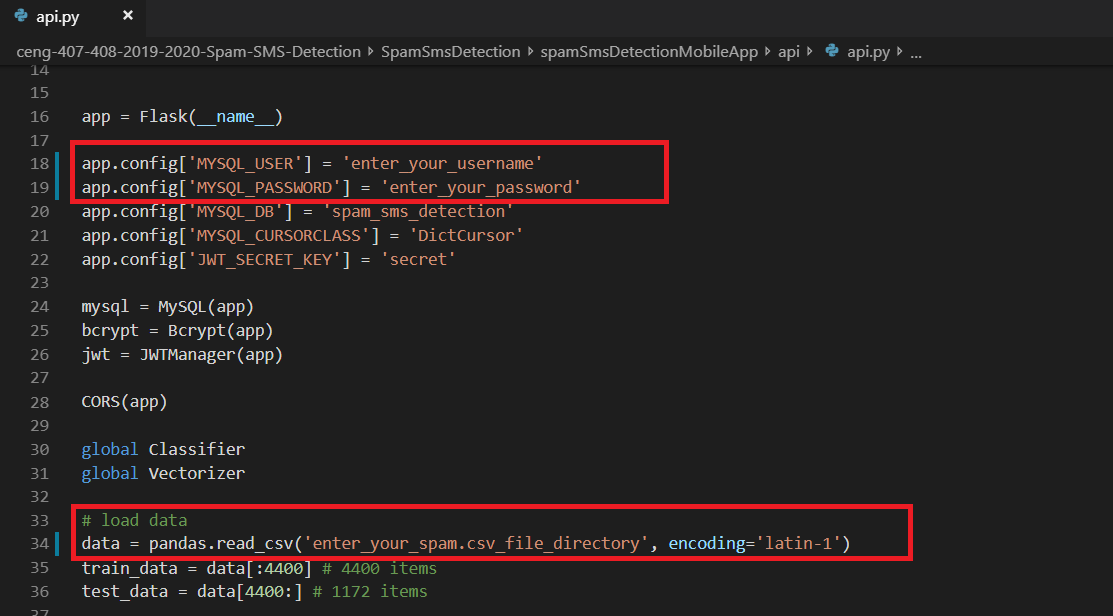 api.py ×
ceng-407-408-2019-2020-Spam-SMS-Detection › SpamSmsDetection › spamSmsDetectionMobileApp › api › api.py › ...
14
15
16 app = Flask(__name__)
17
18 app.config['MYSQL_USER'] = 'enter_your_username'
19 app.config['MYSQL_PASSWORD'] = 'enter_your_password'
20 app.config['MYSQL_DB'] = 'spam_sms_detection'
21 app.config['MYSQL_CURSORCLASS'] = 'DictCursor'
22 app.config['JWT_SECRET_KEY'] = 'secret'
23
24 mysql = MySQL(app)
25 bcrypt = Bcrypt(app)
26 jwt = JWTManager(app)
27
28 CORS(app)
29
30 global Classifier
31 global Vectorizer
32
33 # load data
34 data = pandas.read_csv('enter_your_spam.csv_file_directory', encoding='latin-1')
35 train_data = data[:4400] # 4400 items
36 test_data = data[4400:] # 1172 items
37